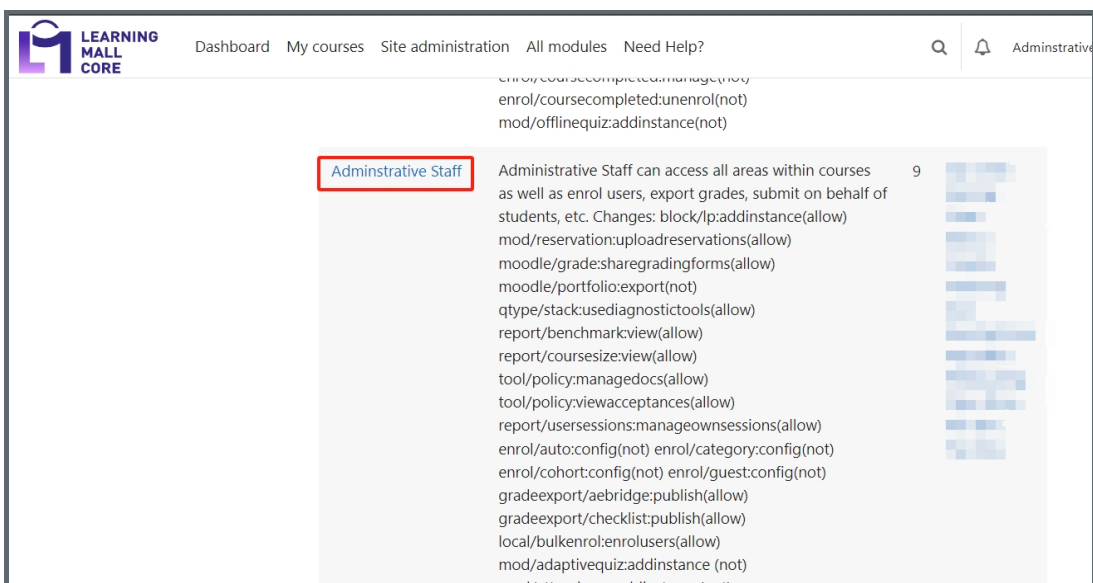 LEARNING
MALL
CORE
Dashboard My courses Site administration All modules Need Help?
Adminstrative
enrol/coursecompleted:manage(not)
enrol/coursecompleted:unenrol(not)
mod/offlinequiz:addinstance(not)
Adminstrative Staff
Administrative Staff can access all areas within courses 9
as well as enrol users, export grades, submit on behalf of
students, etc. Changes: block/lp:addinstance(allow)
mod/reservation:uploadreservations(allow)
moodle/grade:sharegradingforms(allow)
moodle/portfolio:export(not)
qtype/stack:usediagnostictools(allow)
report/benchmark:view(allow)
report/coursesize:view(allow)
tool/policy:managedocs(allow)
tool/policy:viewacceptances(allow)
report/usersessions:manageownsessions(allow)
enrol/auto:config(not) enrol/category:config(not)
enrol/cohort:config(not) enrol/guest:config(not)
gradeexport/aebridge:publish(allow)
gradeexport/checklist:publish(allow)
local/bulkenrol:enrolusers(allow)
mod/adaptivequiz:addinstance (not)